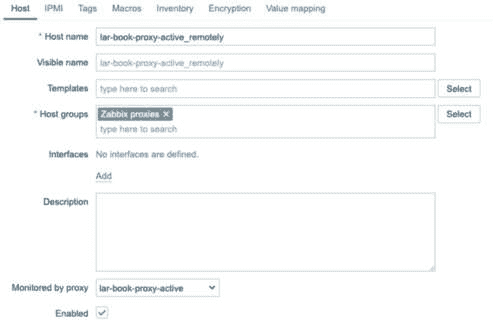 Host IPMI Tags Macros Inventory Encryption Value mapping
* Host name lar-book-proxy-active_remotely
Visible name lar-book-proxy-active_remotely
Templates type here to search Select
* Host groups Zabbix proxies × Select
type here to search
Interfaces No interfaces are defined.
Add
Description
Monitored by proxy lar-book-proxy-active
Enabled